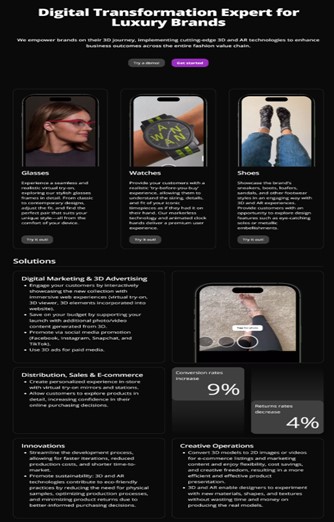 Digital Transformation Expert for
Luxury Brands
We empower brands on their 3D journey, implementing cutting-edge 3D and AR technologies to enhance
business outcomes across the entire fashion value chain.
Try a demo Get started
Glasses
Experience a seamless and
realistic virtual try-on,
exploring our stylish glasses
frames in detail. From classic
to contemporary designs,
adjust the fit, and find the
perfect pair that suits your
unique style—all from the
comfort of your device.
Try it out
Watches
Provide your customers with a
realistic 'try-before-you-buy'
experience, allowing them to
understand the string, details,
and fit of your iconic
timepieces as if they had it on
their hand. Our markerless
technology and animated clock
hands deliver a premium user
experience.
Try it out
Shoes
Showcase the brand's
sneakers, boots, loafers,
sandals, and other footwear
styles in an engaging way with
3D and AR experiences.
Provide customers with an
opportunity to explore design
features such as eye-catching
soles or metallic
embellishments.
Try it out
Solutions
Digital Marketing & 3D Advertising
• Engage your customers by interactively
showcasing the new collection with
immersive web experiences (virtual try-on,
3D viewer, 3D elements incorporated into
website).
• Save on your budget by supporting your
launch with additional photo/video
content generated from 3D.
• Promote via social media promotion
(Facebook, Instagram, Snapchat, and
TikTok).
• Use 3D ads for paid media.
Distribution, Sales & E-commerce
• Create personalized experience in-store
with virtual try-on mirrors and stations.
• Allow customers to explore products in
detail, increasing confidence in their
online purchasing decisions.
Conversion rates
increase
9%
Returns rates
decrease
4%
Innovations
• Streamline the development process,
allowing for faster iterations, reduced
production costs, and shorter time-to-
market.
• Promote sustainability: 3D and AR
technologies contribute to eco-friendly
practices by reducing the need for physical
samples, optimizing production processes,
and minimizing product returns due to
better-informed purchasing decisions.
Creative Operations
• Convert 3D models to 2D images or videos
for e-commerce listings and marketing
content and enjoy flexibility, cost savings,
and creative freedom, resulting in a more
efficient and effective product
presentation.
• 3D and AR enable designers to experiment
with new materials, shapes, and textures
without wasting time and money on
producing the real models.